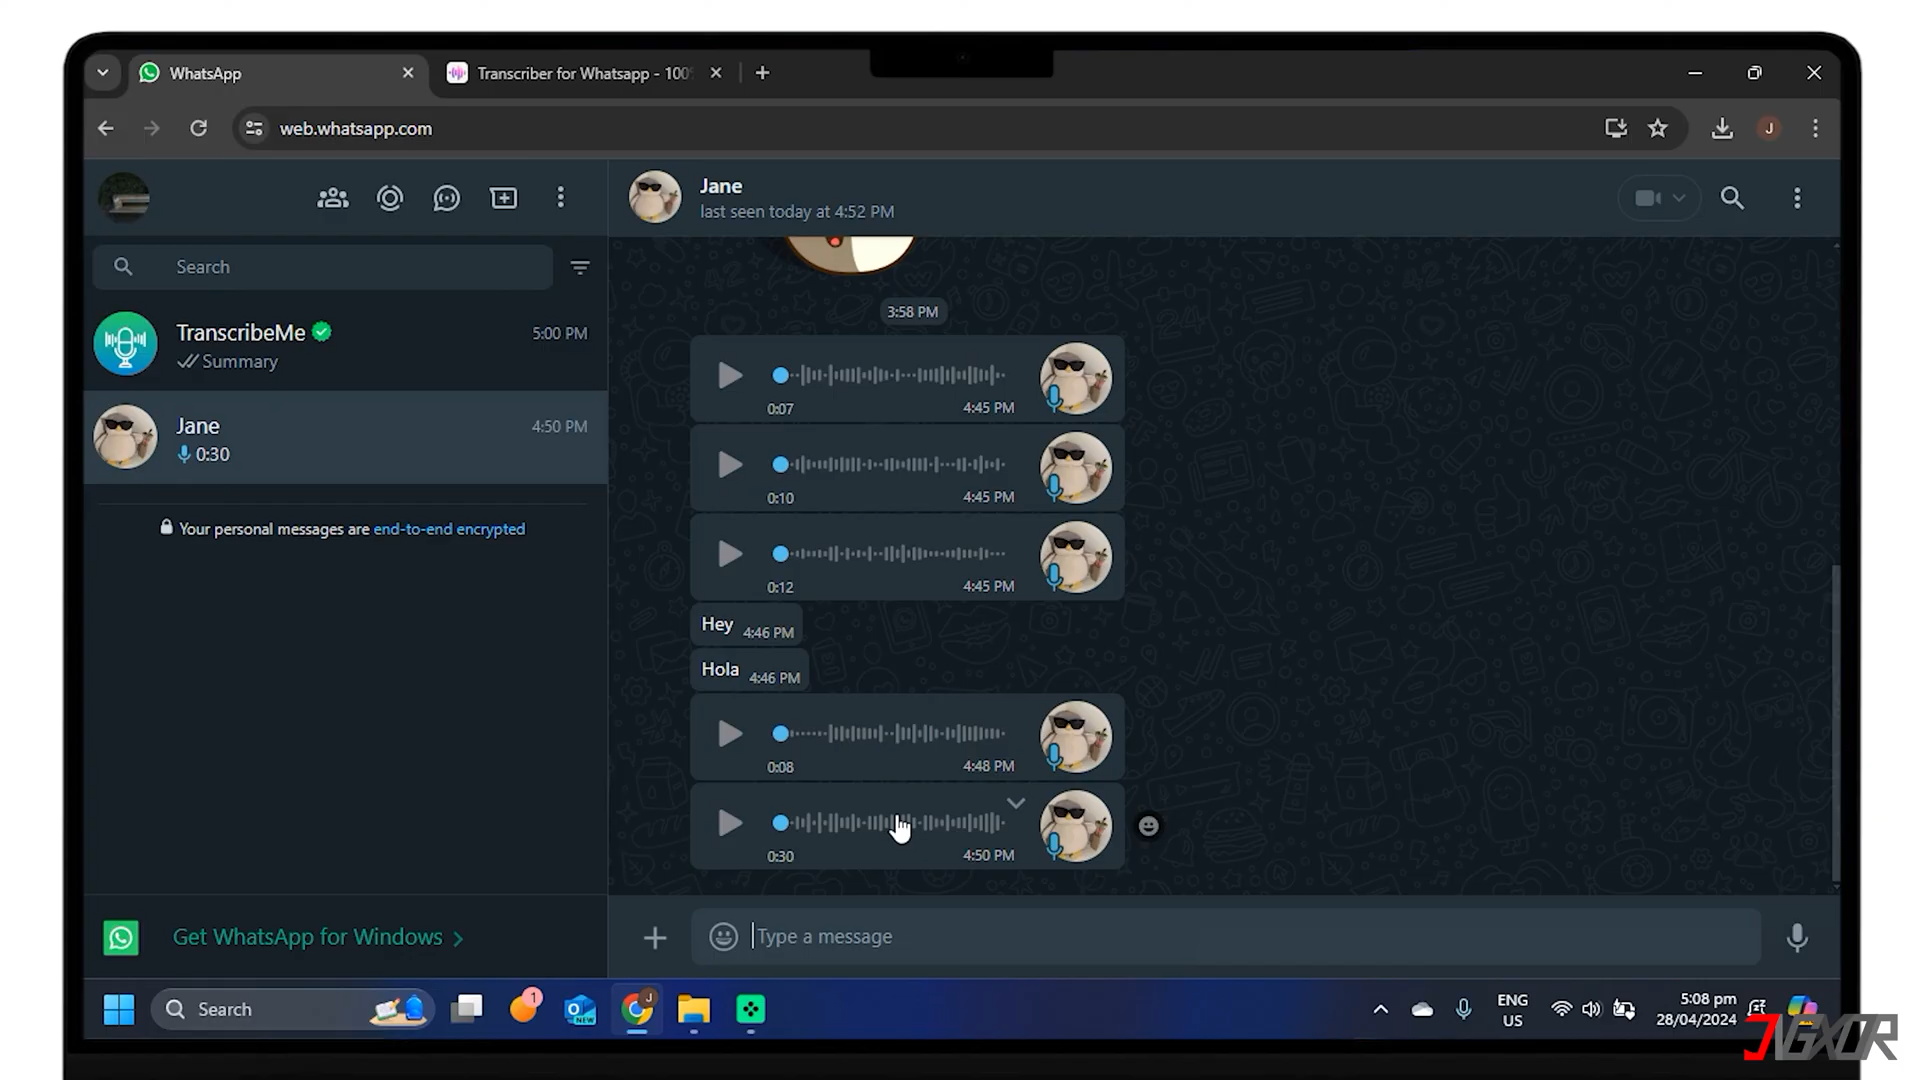 WhatsApp
Transcriber for Whatsapp - 100%
web.whatsapp.com
J
Jane
last seen today at 4:52 PM
Search
TranscribeMe
5:00 PM
Summary
Jane
4:50 PM
0:30
Your personal messages are end-to-end encrypted
Get WhatsApp for Windows
3:58 PM
0:07
4:45 PM
0:10
4:45 PM
0:12
4:45 PM
Hey 4:46 PM
Hola 4:46 PM
0:08
4:48 PM
0:30
4:50 PM
Type a message
Search
1
NEW
J
ENG
US
5:08 pm
28/04/2024
JIGXOR